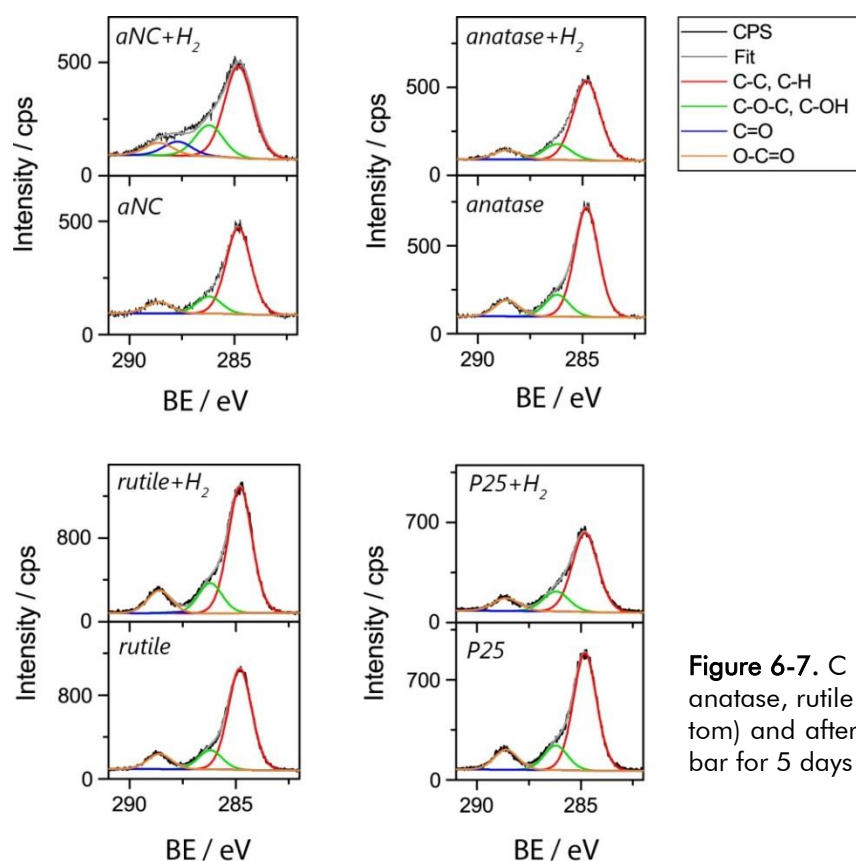 aNC+H₂
500
Intensity / cps
aNC
500
0
290 285
BE / eV
anatase+H₂
500
0
Intensity / cps
anatase
500
0
290 285
BE / eV
CPS
Fit
C-C, C-H
C-O-C, C-OH
C=O
O-C=O
rutile+H₂
800
0
Intensity / cps
rutile
800
0
290 285
BE / eV
P25+H₂
700
0
Intensity / cps
P25
700
0
290 285
BE / eV
Figure 6-7. C
anatase, rutile
tom) and after
bar for 5 days